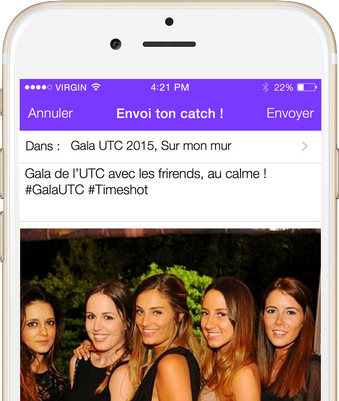 VIRGIN 4:21 PM 22%
Annuler Envoi ton catch ! Envoyer
Dans : Gala UTC 2015, Sur mon mur
Gala de l'UTC avec les frirends, au calme !
#GalaUTC #Timeshot